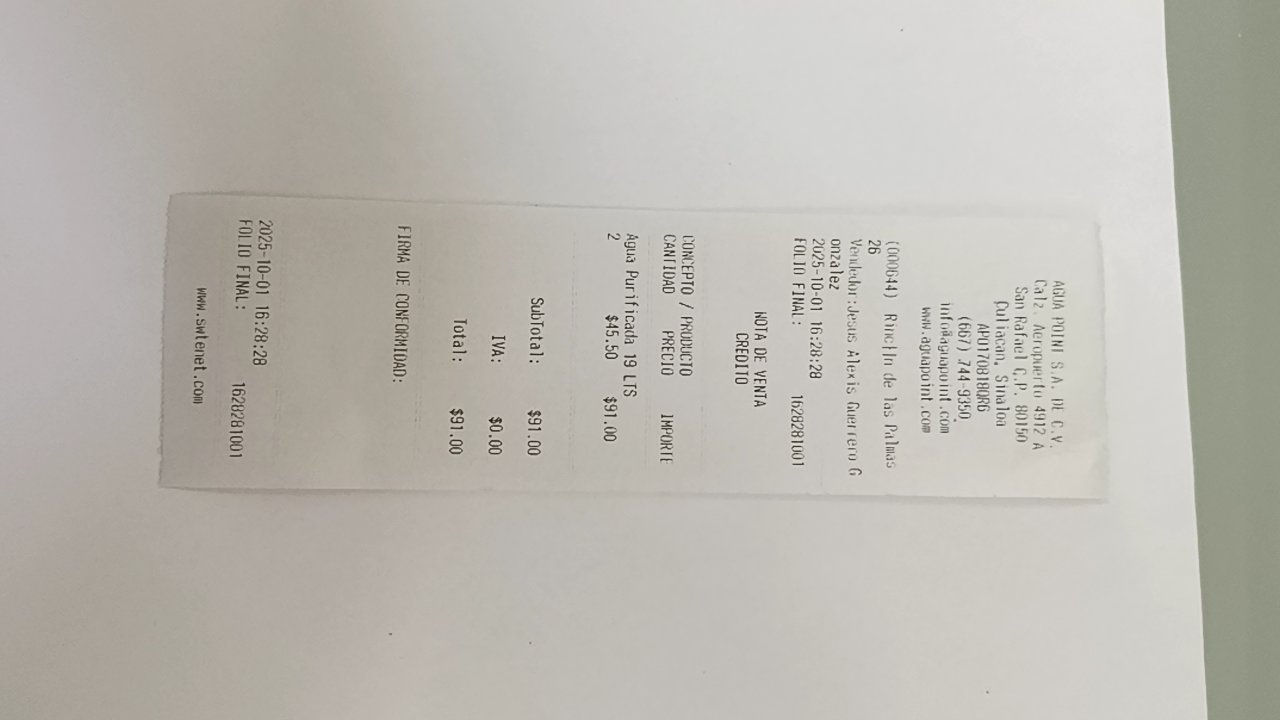 AGUA POINT S.A. DE C.V.
Calz. Aeropuerto 4912 A
San Rafael C.P. 80150
Culiacan, Sinaloa
APO170818QR6
(667) 744-9350
info@aguapoint.com
www.aguapoint.com
(000644) Rinc de las Palmas
26
Vendedor:Jesus Alexis Guerrero G
onzalez
2025-10-01 16:28:28
FOLIO FINAL: 1628281001
NOTA DE VENTA
CREDITO
CONCEPTO / PRODUCTO
CANTIDAD PRECIO IMPORTE
Agua Purificada 19 LTS
2 $45.50 $91.00
SubTotal: $91.00
IVA: $0.00
Total: $91.00
FIRMA DE CONFORMIDAD:
2025-10-01 16:28:28
FOLIO FINAL: 1628281001
www.swtenet.com